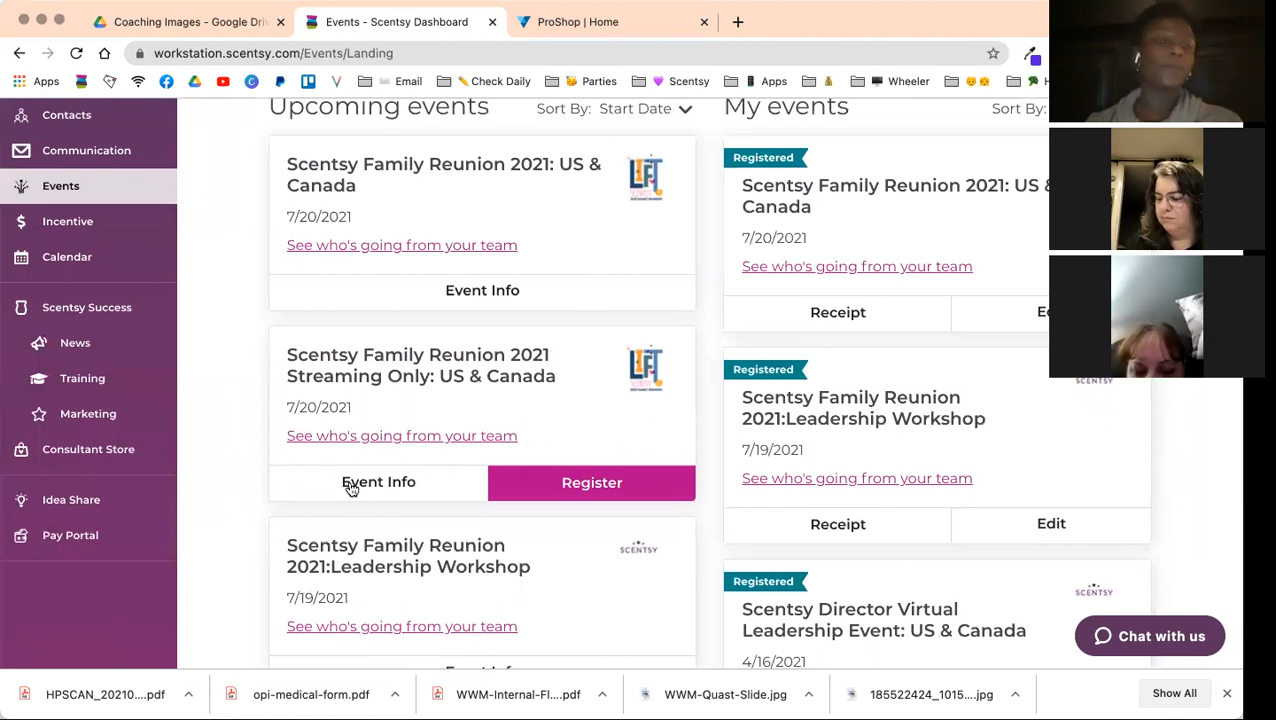 Coaching Images - Google Dri
Events - Scentsy Dashboard
ProShop | Home
workstation.scentsy.com/Events/Landing
Apps
Email
Check Daily
Parties
Scentsy
Apps
Wheeler
Contacts
Communication
Events
Incentive
Calendar
Scentsy Success
News
Training
Marketing
Consultant Store
Idea Share
Pay Portal
Upcoming events
Sort By: Start Date
Scentsy Family Reunion 2021: US &
Canada
LIFT
7/20/2021
See who's going from your team
Event Info
Scentsy Family Reunion 2021
Streaming Only: US & Canada
LIFT
7/20/2021
See who's going from your team
Event Info
Register
Scentsy Family Reunion
2021:Leadership Workshop
SCENTSY
7/19/2021
See who's going from your team
Event Info
My events
Sort By:
Registered
Scentsy Family Reunion 2021: US &
Canada
7/20/2021
See who's going from your team
Receipt
Registered
Scentsy Family Reunion
2021:Leadership Workshop
SCENTSY
7/19/2021
See who's going from your team
Receipt
Edit
Registered
Scentsy Director Virtual
Leadership Event: US & Canada
SCENTSY
4/16/2021
Chat with us
HPSCAN_20210....pdf
opi-medical-form.pdf
WWM-Internal-Fl....pdf
WWM-Quast-Slide.jpg
185522424_1015....jpg
Show All